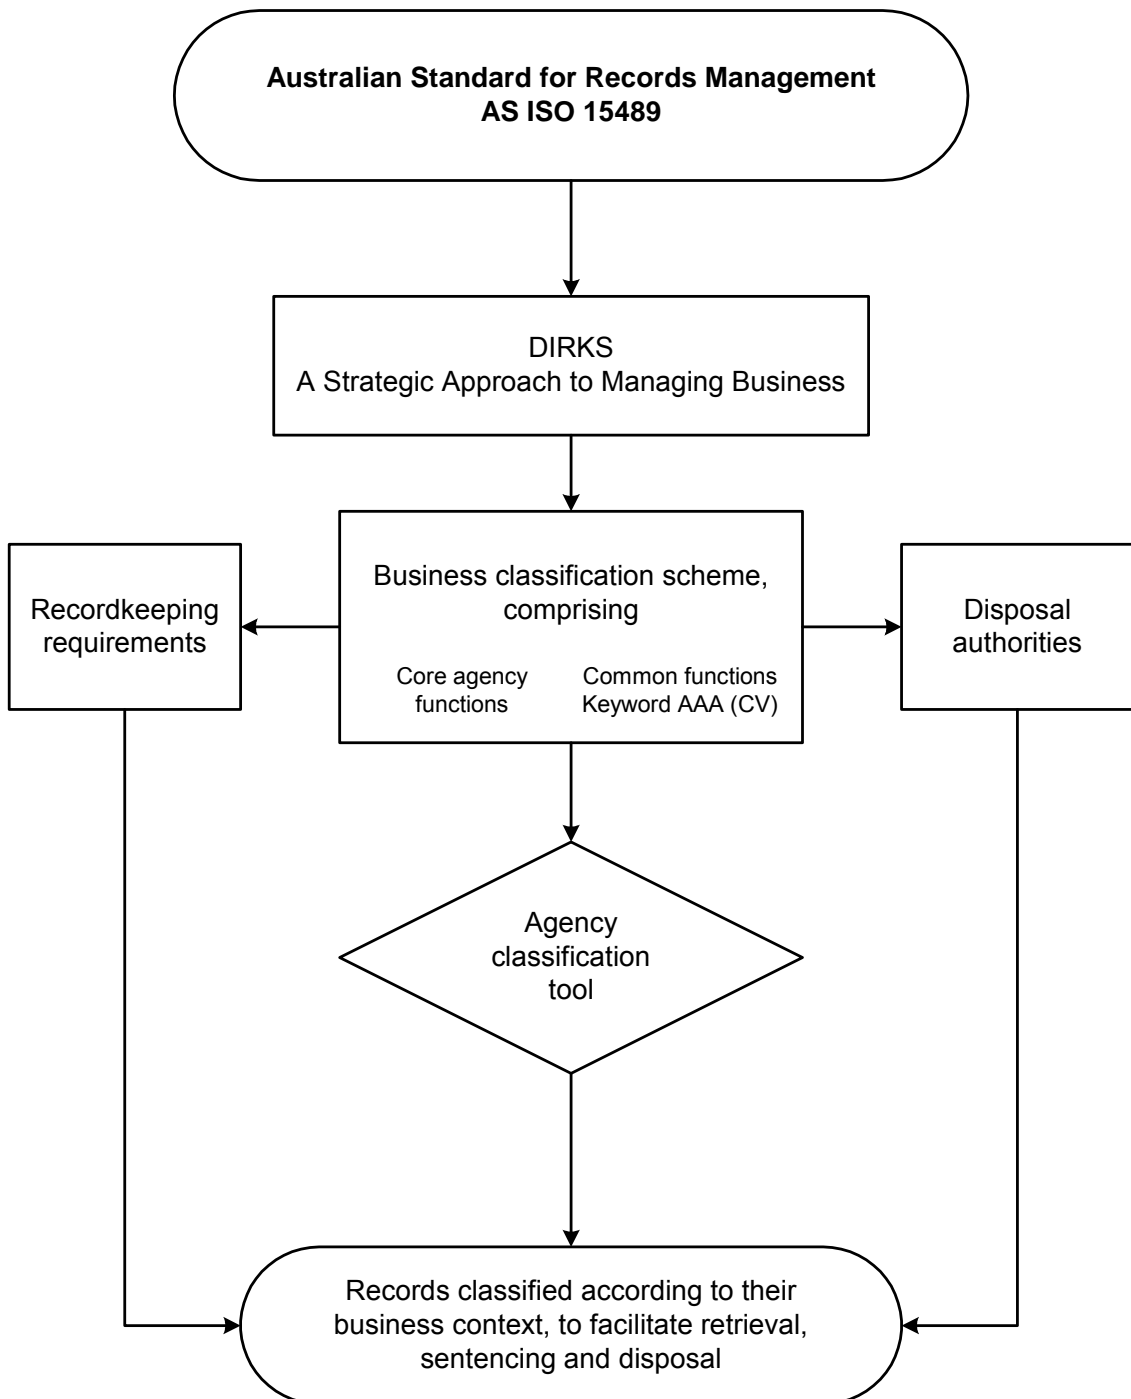 Australian Standard for Records Management
AS ISO 15489
DIRKS
A Strategic Approach to Managing Business
Business classification scheme,
comprising
Core agency
functions
Common functions
Keyword AAA (CV)
Recordkeeping
requirements
Disposal
authorities
Agency
classification
tool
Records classified according to their
business context, to facilitate retrieval,
sentencing and disposal